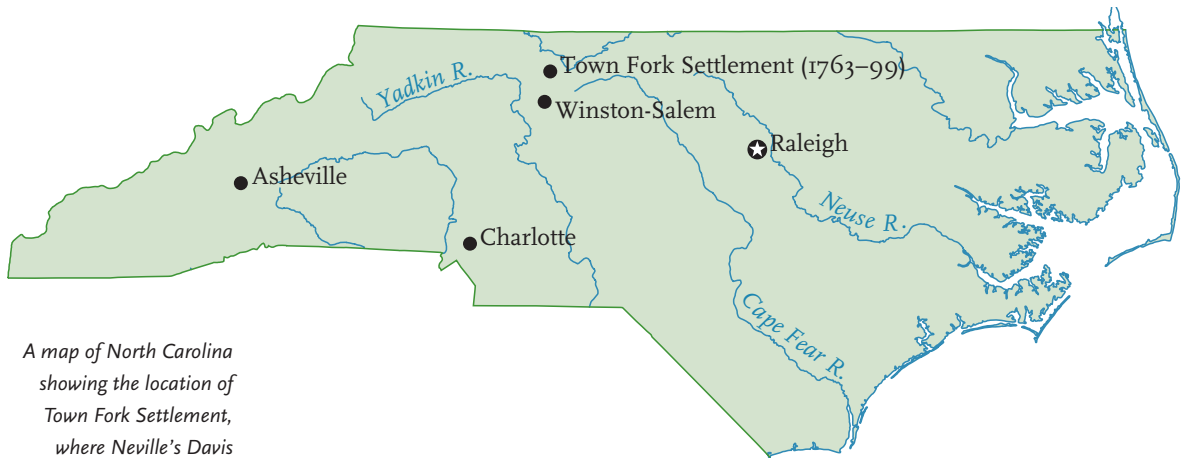 Town Fork Settlement (1763–99)
Yadkin R.
Winston-Salem
Raleigh
Asheville
Neuse R.
Charlotte
Cape Fear R.
A map of North Carolina
showing the location of
Town Fork Settlement,
where Neville’s Davis